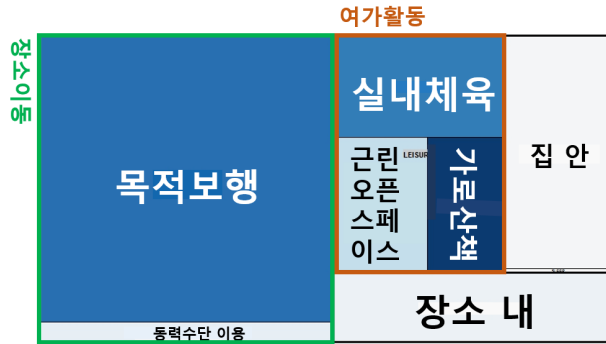 여가활동
장소이동
목적보행
동력수단 이용
실내체육
근린
오픈
스페
이스
LEISUR
가로산책
집 안
장소 내